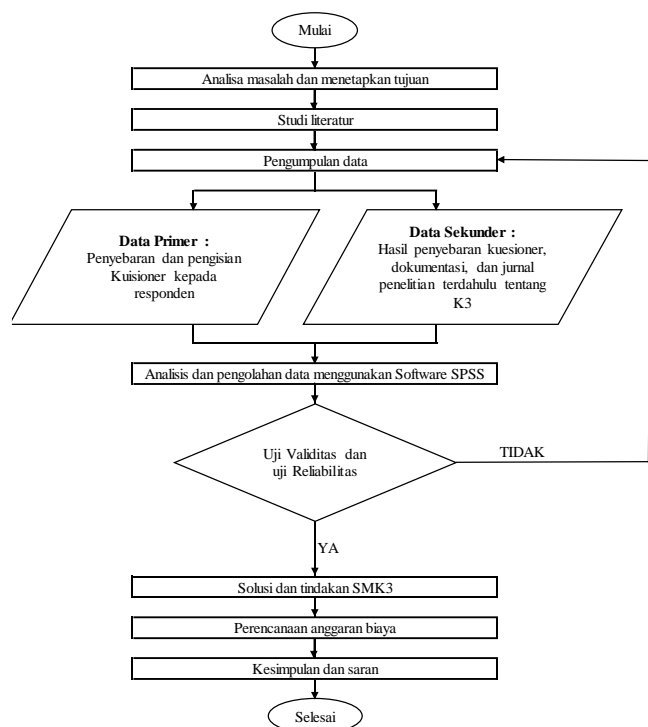 Mulai
Analisa masalah dan menetapkan tujuan
Studi literatur
Pengumpulan data
Data Primer :
Penyebaran dan pengisian
Kuisioner kepada
responden
Data Sekunder :
Hasil penyebaran kuesioner,
dokumentasi, dan jurnal
penelitian terdahulu tentang
K3
Analisis dan pengolahan data menggunakan Software SPSS
Uji Validitas dan
uji Reliabilitas
TIDAK
YA
Solusi dan tindakan SMK3
Perencanaan anggaran biaya
Kesimpulan dan saran
Selesai